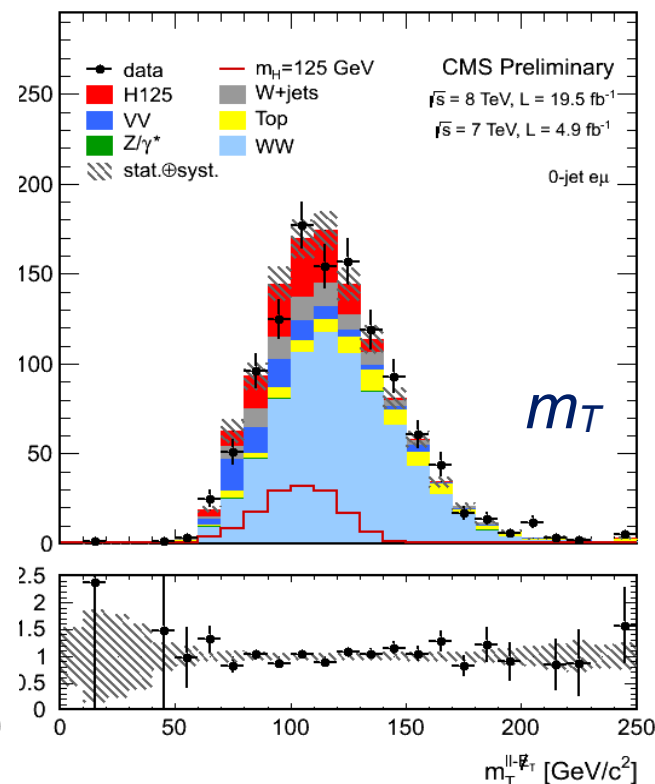 data
m_H=125 GeV
CMS Preliminary
H125
W+jets
√s = 8 TeV, L = 19.5 fb⁻¹
VV
Top
√s = 7 TeV, L = 4.9 fb⁻¹
Z/γ*
WW
stat.⊕syst.
0-jet eμ
250
200
150
100
50
0
m_T
2.5
2
1.5
1
0.5
0
0 50 100 150 200 250
m_T^{ll-E̸_T} [GeV/c²]